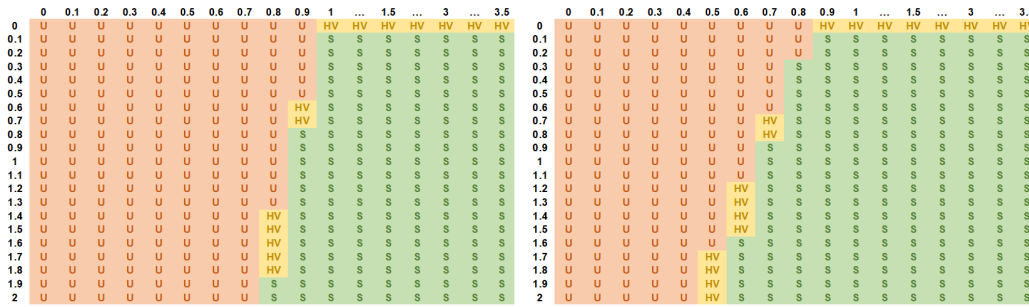 0 0.1 0.2 0.3 0.4 0.5 0.6 0.7 0.8 0.9 1 ... 1.5 ... 3 ... 3.5
0 U U U U U U U U U U HV HV HV HV HV HV HV
0.1 U U U U U U U U U U S S S S S S S
0.2 U U U U U U U U U U S S S S S S S
0.3 U U U U U U U U U U S S S S S S S
0.4 U U U U U U U U U U S S S S S S S
0.5 U U U U U U U U U U S S S S S S S
0.6 U U U U U U U U U HV S S S S S S S
0.7 U U U U U U U U U HV S S S S S S S
0.8 U U U U U U U U U S S S S S S S S
0.9 U U U U U U U U U S S S S S S S S
1 U U U U U U U U U S S S S S S S S
1.1 U U U U U U U U U S S S S S S S S
1.2 U U U U U U U U U S S S S S S S S
1.3 U U U U U U U U U S S S S S S S S
1.4 U U U U U U U U HV S S S S S S S S
1.5 U U U U U U U U HV S S S S S S S S
1.6 U U U U U U U U HV S S S S S S S S
1.7 U U U U U U U U HV S S S S S S S S
1.8 U U U U U U U U HV S S S S S S S S
1.9 U U U U U U U U S S S S S S S S S
2 U U U U U U U U S S S S S S S S S
0 0.1 0.2 0.3 0.4 0.5 0.6 0.7 0.8 0.9 1 ... 1.5 ... 3 ...
0 U U U U U U U U U HV HV HV HV HV HV HV HV
0.1 U U U U U U U U U S S S S S S S S
0.2 U U U U U U U U U S S S S S S S S
0.3 U U U U U U U U S S S S S S S S S
0.4 U U U U U U U U S S S S S S S S S
0.5 U U U U U U U U S S S S S S S S S
0.6 U U U U U U U U S S S S S S S S S
0.7 U U U U U U U HV S S S S S S S S S
0.8 U U U U U U U HV S S S S S S S S S
0.9 U U U U U U U S S S S S S S S S S
1 U U U U U U U S S S S S S S S S S
1.1 U U U U U U U S S S S S S S S S S
1.2 U U U U U U HV S S S S S S S S S S
1.3 U U U U U U HV S S S S S S S S S S
1.4 U U U U U U HV S S S S S S S S S S
1.5 U U U U U U HV S S S S S S S S S S
1.6 U U U U U U S S S S S S S S S S S
1.7 U U U U U HV S S S S S S S S S S S
1.8 U U U U U HV S S S S S S S S S S S
1.9 U U U U U HV S S S S S S S S S S S
2 U U U U U HV S S S S S S S S S S S